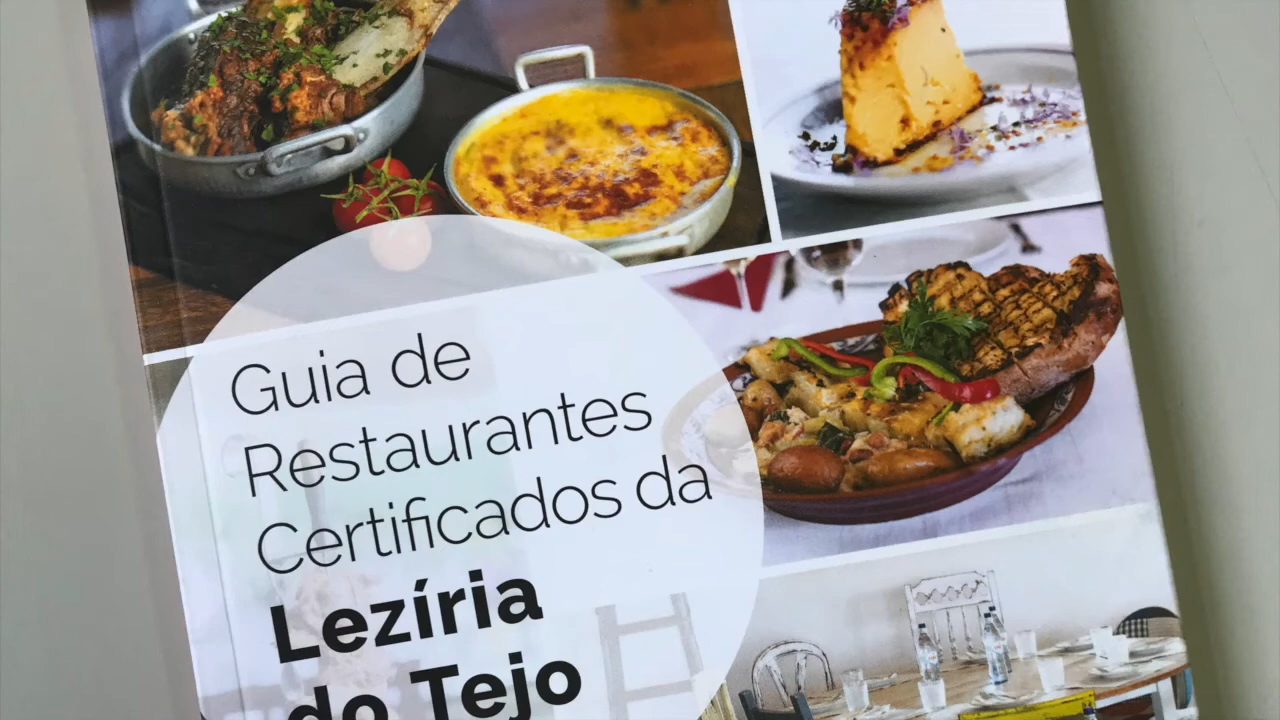 Guia de
Restaurantes
Certificados da
Lezíria
do Tejo